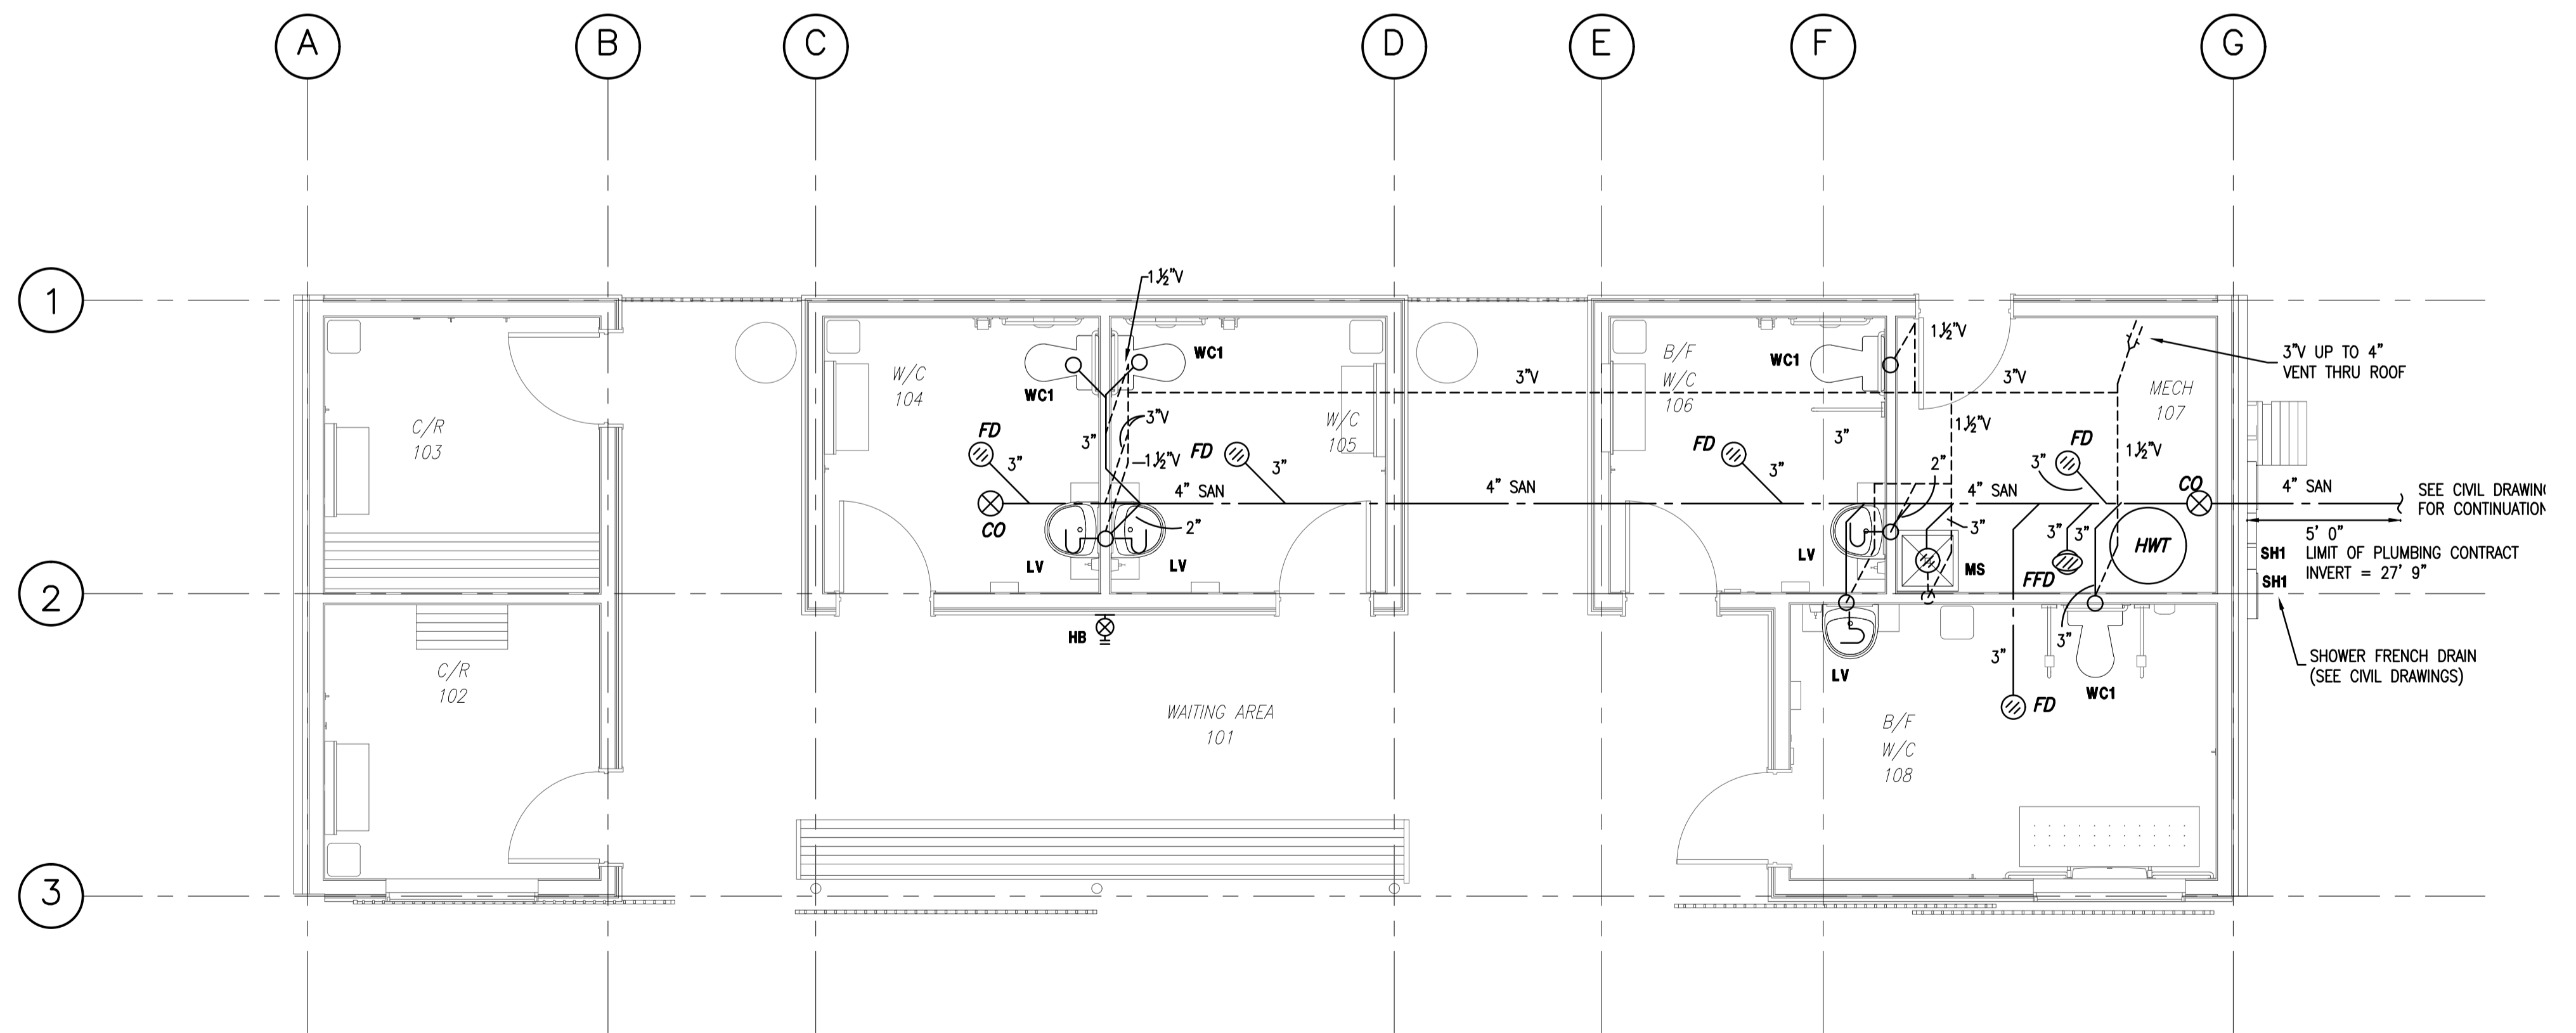 A
B
C
D
E
F
G
1
1½"V
1½"V
3"V UP TO 4"
VENT THRU ROOF
WC1
WC1
WC1
B/F
W/C
106
3"V
3"V
MECH
107
W/C
104
W/C
105
C/R
103
3"V
3"
1½"V
FD
3"
FD
3"
FD
3"
3"
1½"V
1½"V
FD
3"
2"
CO
4" SAN
4" SAN
4" SAN
4" SAN
SEE CIVIL DRAWIN
FOR CONTINUATION
CO
2"
3"
3"
3"
HWT
5' 0"
LIMIT OF PLUMBING CONTRACT
INVERT = 27' 9"
SH1
SH1
LV
LV
LV
MS
FFD
2
HB
3"
3"
SHOWER FRENCH DRAIN
(SEE CIVIL DRAWINGS)
C/R
102
LV
WC1
FD
WAITING AREA
101
B/F
W/C
108
3